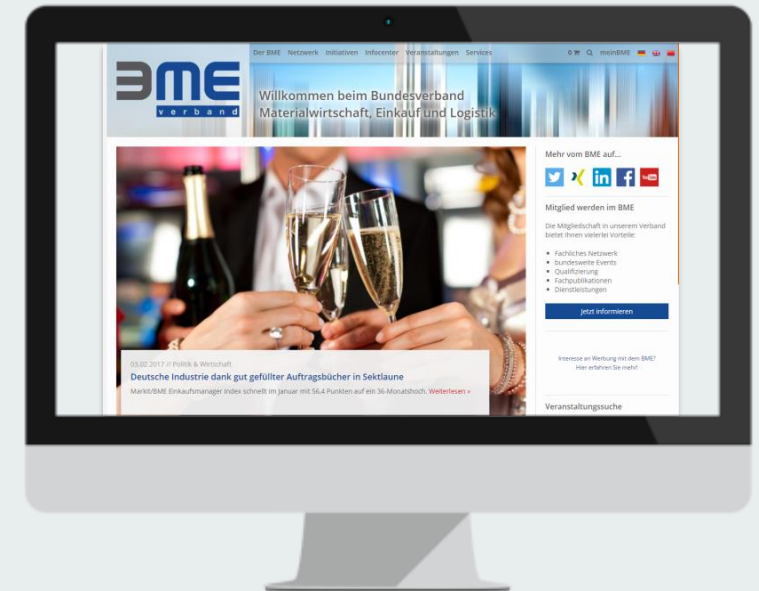 Der BME Netzwerk Initiativen Infocenter Veranstaltungen Services
0 meinBME
BME
verband
Willkommen beim Bundesverband
Materialwirtschaft, Einkauf und Logistik
Mehr vom BME auf...
in
f
You Tube
Mitglied werden im BME
Die Mitgliedschaft in unserem Verband
bietet Ihnen vielerlei Vorteile:
Fachliches Netzwerk
bundesweite Events
Qualifizierung
Fachpublikationen
Dienstleistungen
Jetzt informieren
Interesse an Werbung mit dem BME?
Hier erfahren Sie mehr!
Veranstaltungssuche
03.02.2017 // Politik & Wirtschaft
Deutsche Industrie dank gut gefüllter Auftragsbücher in Sektlaune
Markit/BME Einkaufsmanager Index schnellt im Januar mit 56,4 Punkten auf ein 36-Monatshoch. Weiterlesen »